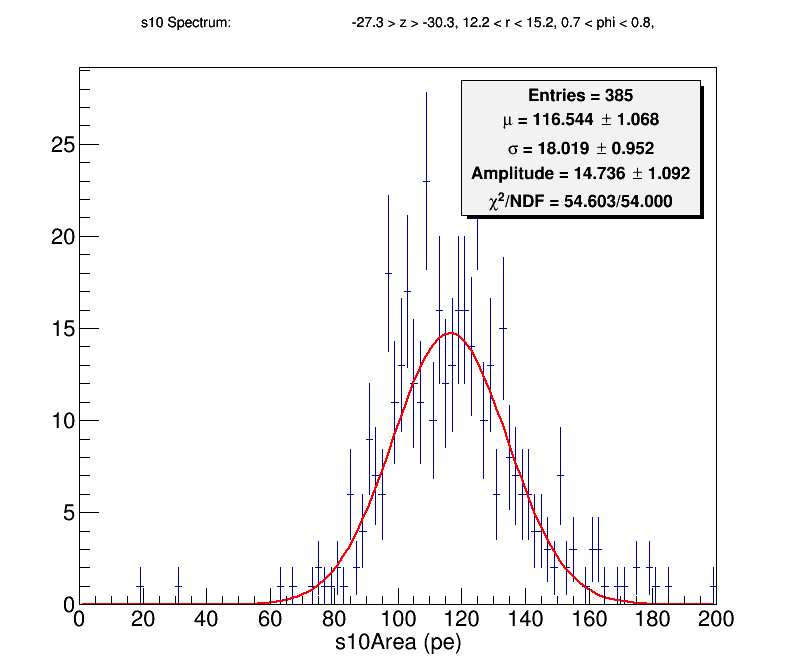 s10 Spectrum: -27.3 > z > -30.3, 12.2 < r < 15.2, 0.7 < phi < 0.8,
Entries = 385
μ = 116.544 ± 1.068
σ = 18.019 ± 0.952
Amplitude = 14.736 ± 1.092
χ²/NDF = 54.603/54.000
25
20
15
10
5
0
0 20 40 60 80 100 120 140 160 180 200
s10Area (pe)